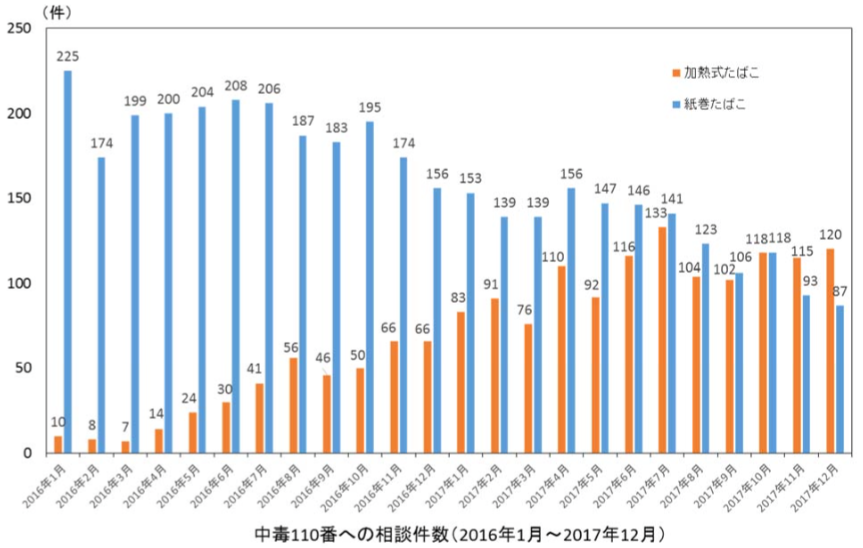 （件）
250
200
150
100
50
0
加熱式たばこ
紙巻たばこ
225
174
199
200
204
208
206
187
183
195
174
156
153
139
139
156
147
146
141
123
106
118
93
87
10
8
7
14
24
30
41
56
46
50
66
66
83
91
76
110
92
116
133
104
102
118
115
120
2016年1月
2016年2月
2016年3月
2016年4月
2016年5月
2016年6月
2016年7月
2016年8月
2016年9月
2016年10月
2016年11月
2016年12月
2017年1月
2017年2月
2017年3月
2017年4月
2017年5月
2017年6月
2017年7月
2017年8月
2017年9月
2017年10月
2017年11月
2017年12月
中毒110番への相談件数（2016年1月～2017年12月）